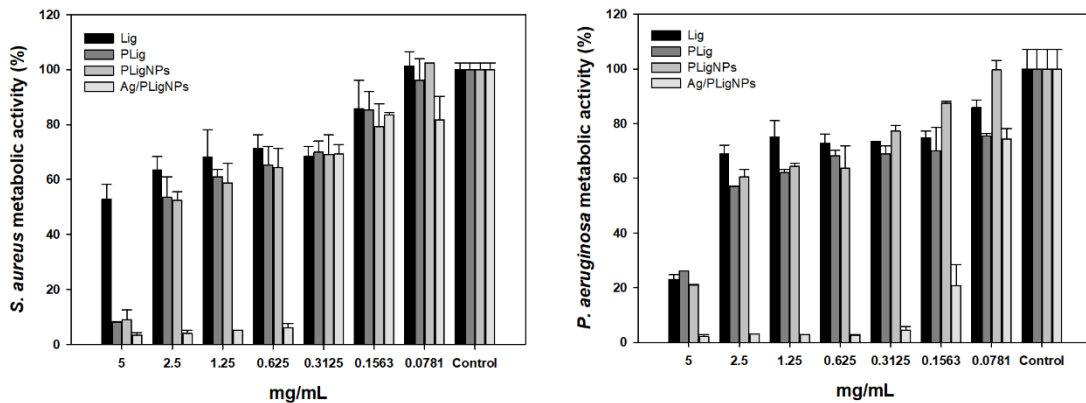 S. aureus metabolic activity (%)
120
100
80
60
40
20
0
Lig
PLig
PLigNPs
Ag/PLigNPs
5 2.5 1.25 0.625 0.3125 0.1563 0.0781 Control
mg/mL
P. aeruginosa metabolic activity (%)
120
100
80
60
40
20
0
Lig
PLig
PLigNPs
Ag/PLigNPs
5 2.5 1.25 0.625 0.3125 0.1563 0.0781 Control
mg/mL